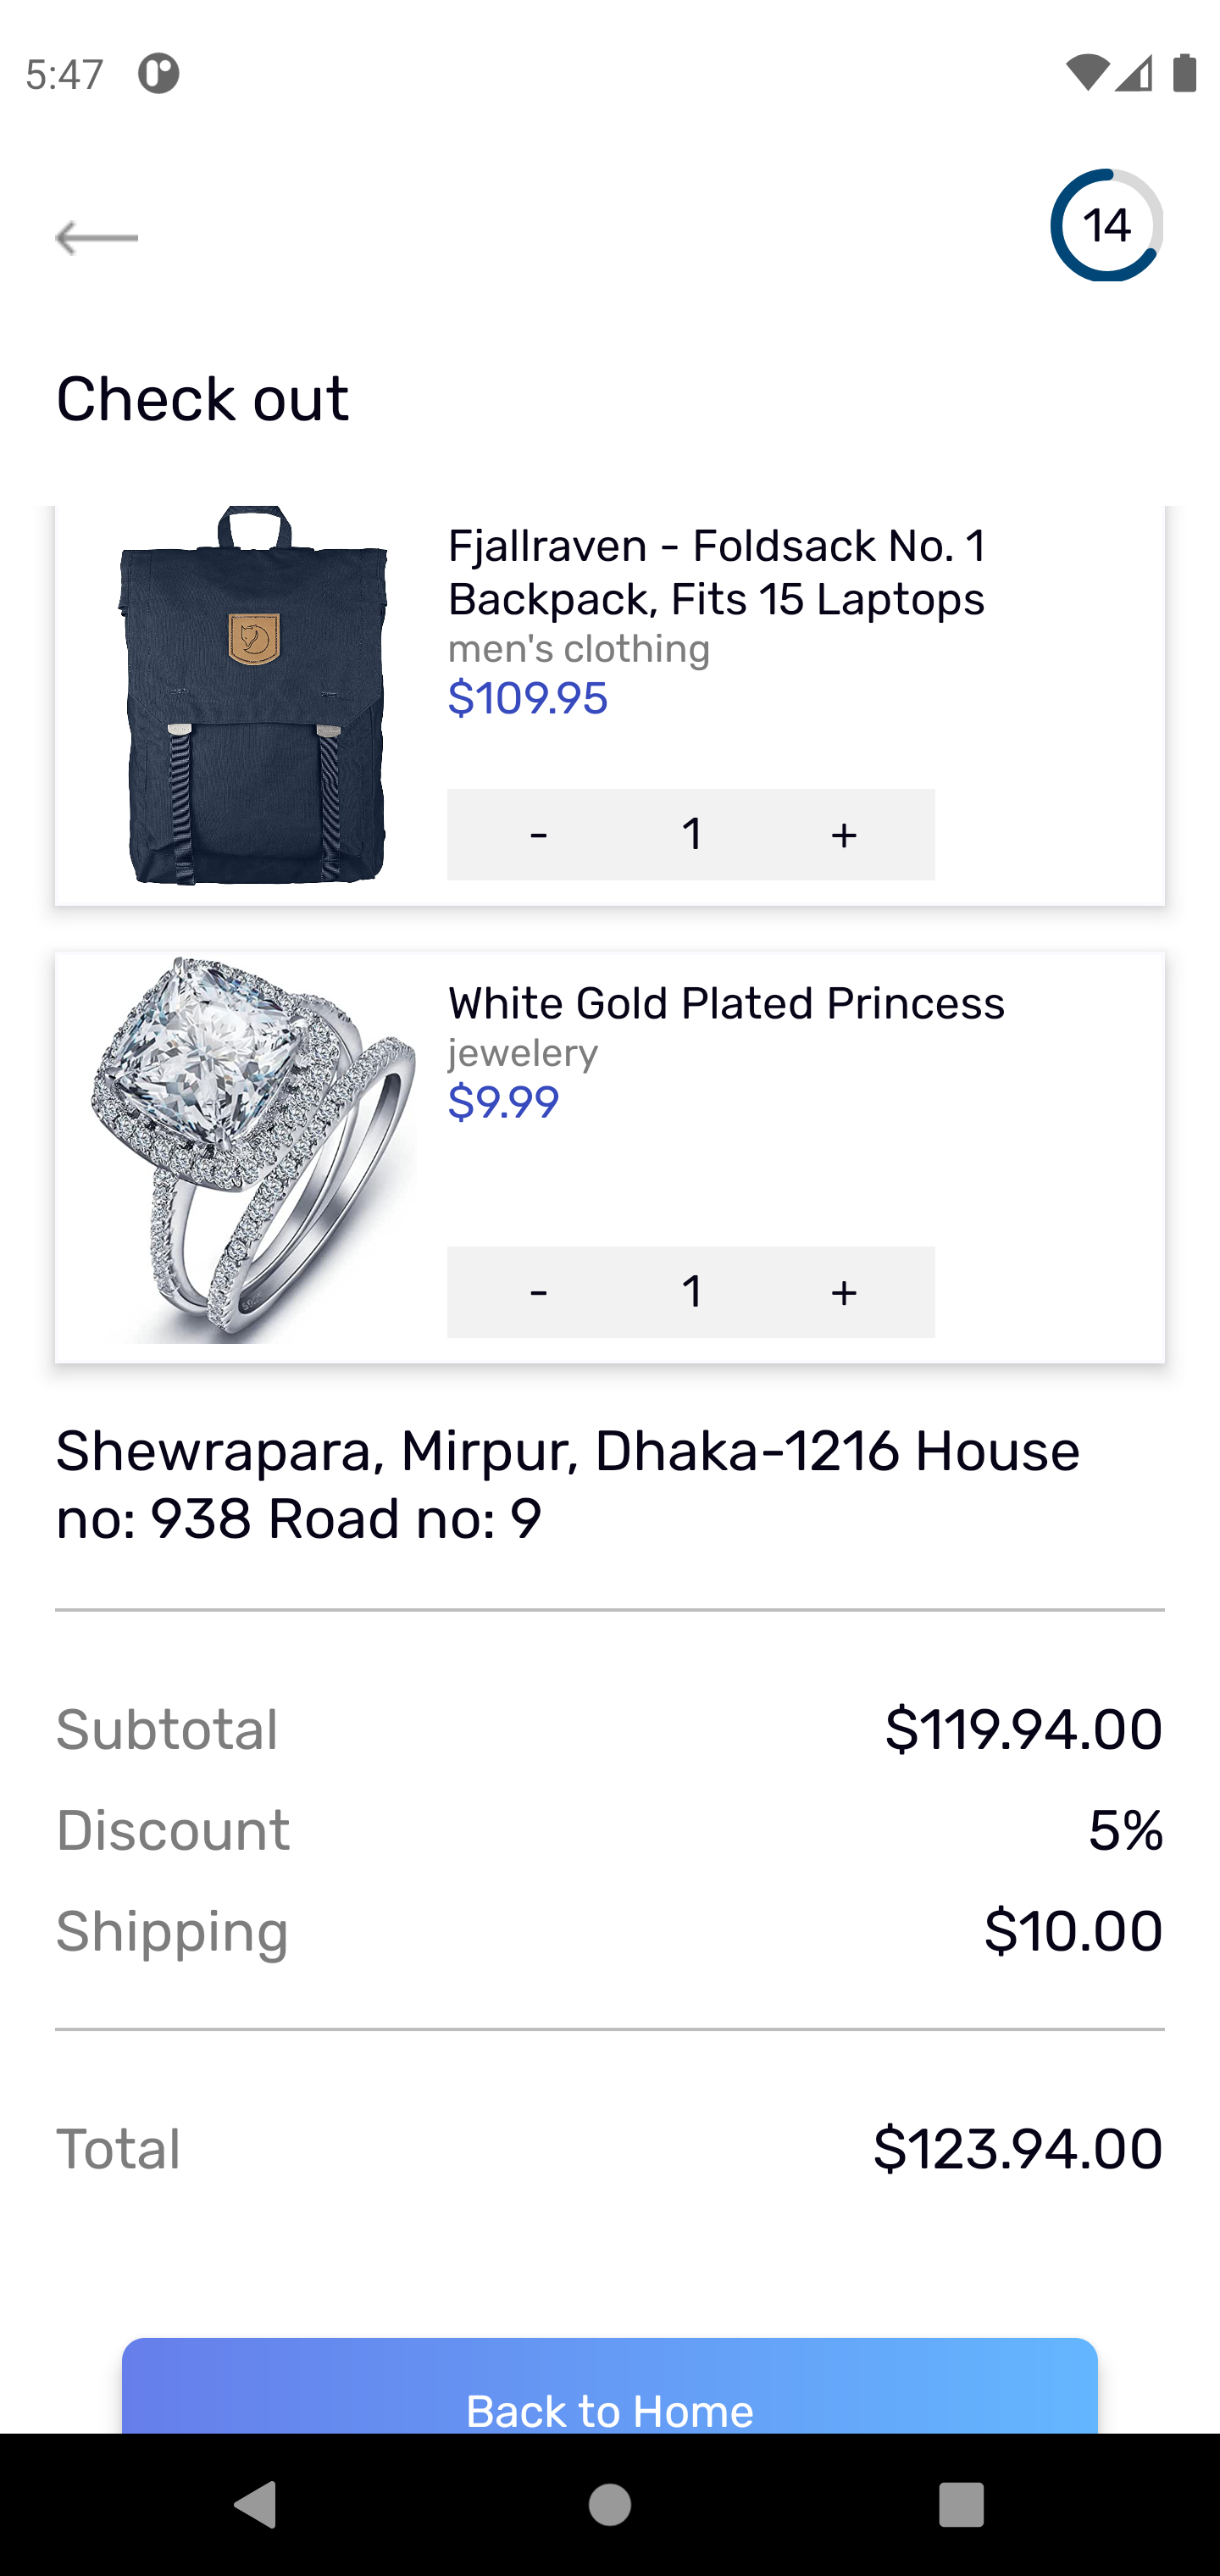 5:47
14
Check out
Fjallraven - Foldsack No. 1
Backpack, Fits 15 Laptops
men's clothing
$109.95
- 1 +
White Gold Plated Princess
jewelery
$9.99
- 1 +
Shewrapara, Mirpur, Dhaka-1216 House
no: 938 Road no: 9
Subtotal $119.94.00
Discount 5%
Shipping $10.00
Total $123.94.00
Back to Home